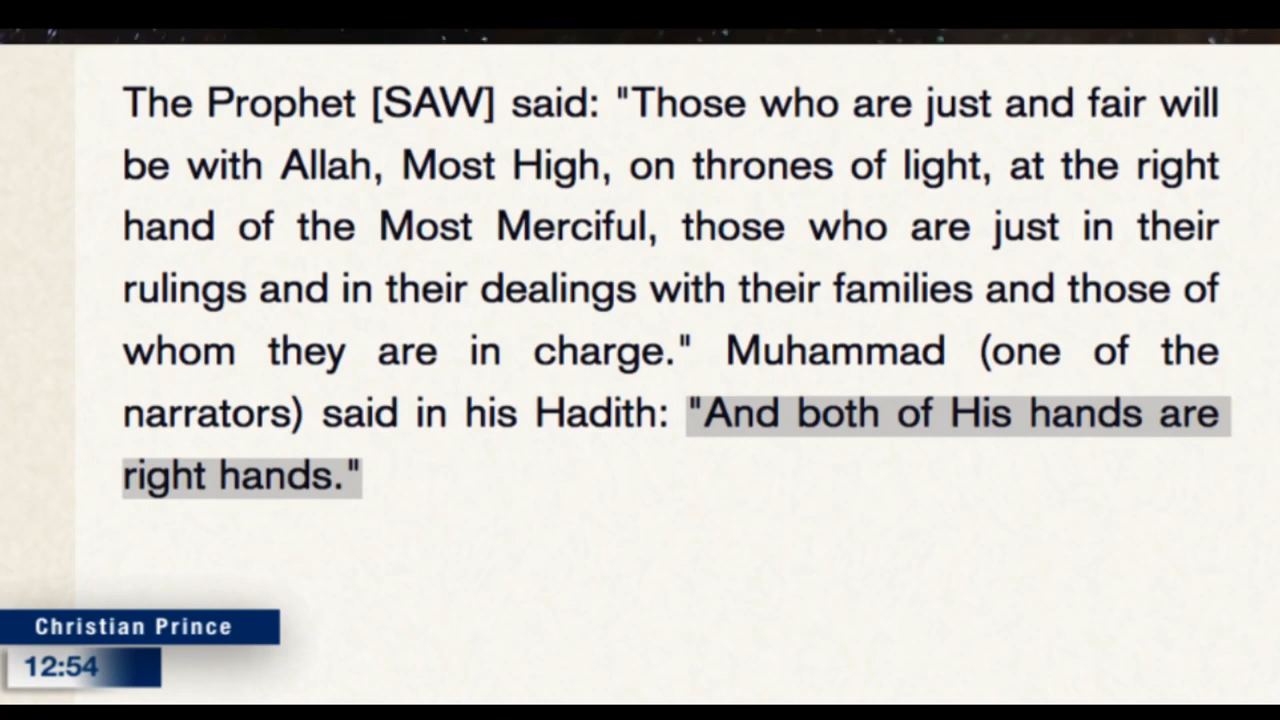 The Prophet [SAW] said: "Those who are just and fair will
be with Allah, Most High, on thrones of light, at the right
hand of the Most Merciful, those who are just in their
rulings and in their dealings with their families and those of
whom they are in charge." Muhammad (one of the
narrators) said in his Hadith: "And both of His hands are
right hands."
Christian Prince
12:54